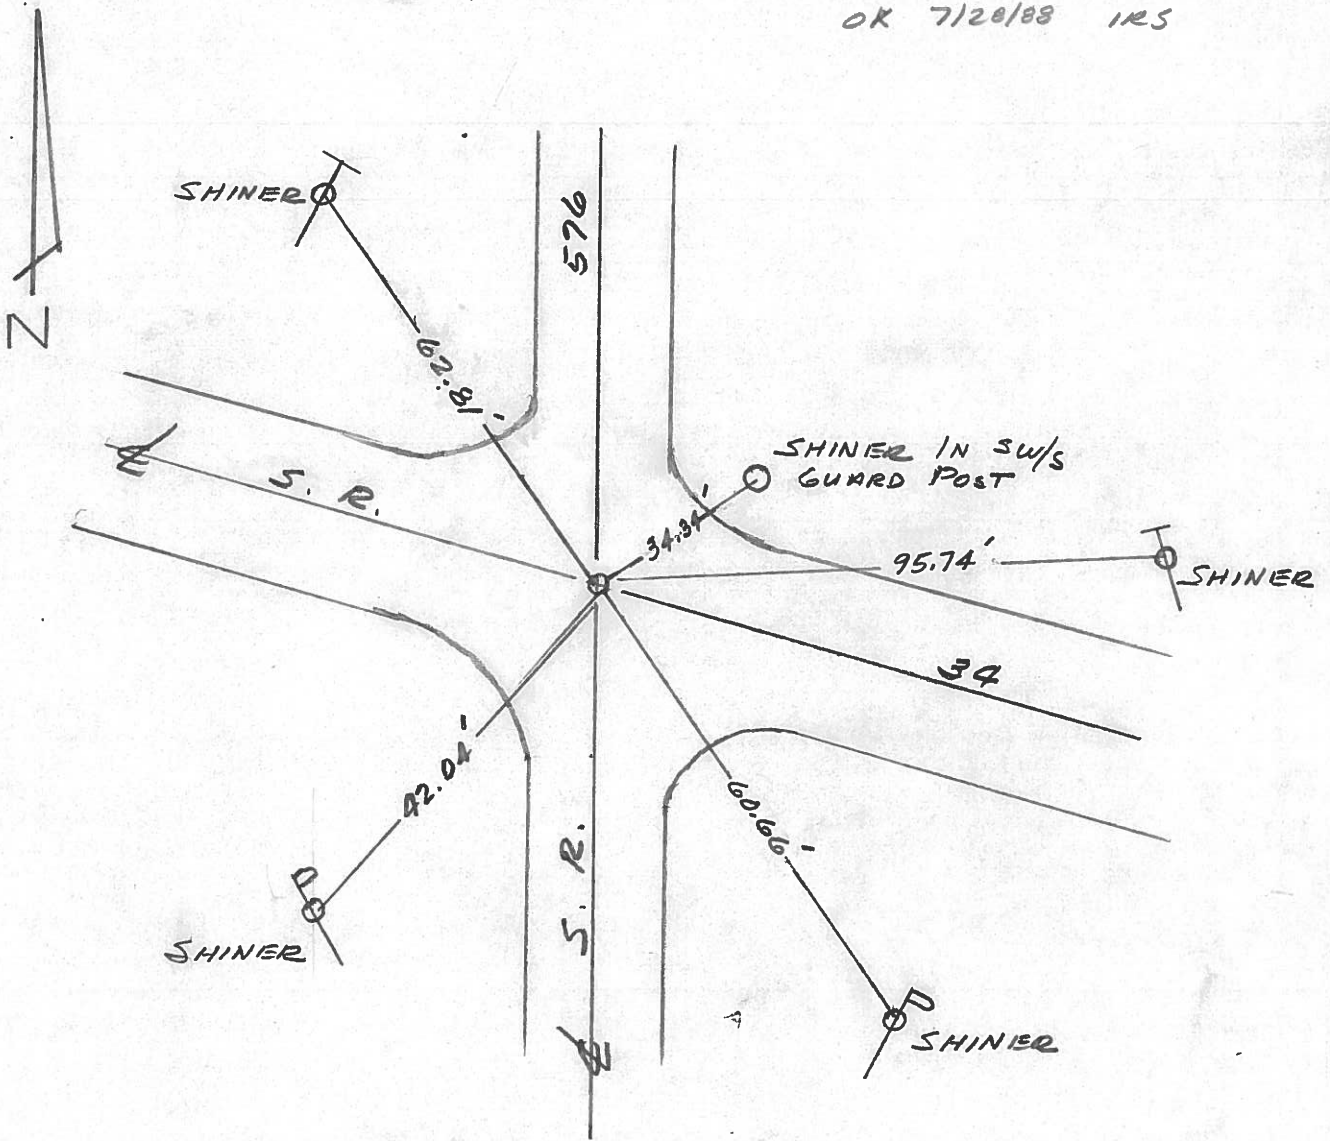 OK 7/28/88 IRS
SHINER
576
N
62.81'
SHINER IN SW/S
GUARD POST
℄ S. R.
34.34'
95.74'
SHINER
34
42.04'
60.66'
S. R.
SHINER
SHINER
℄